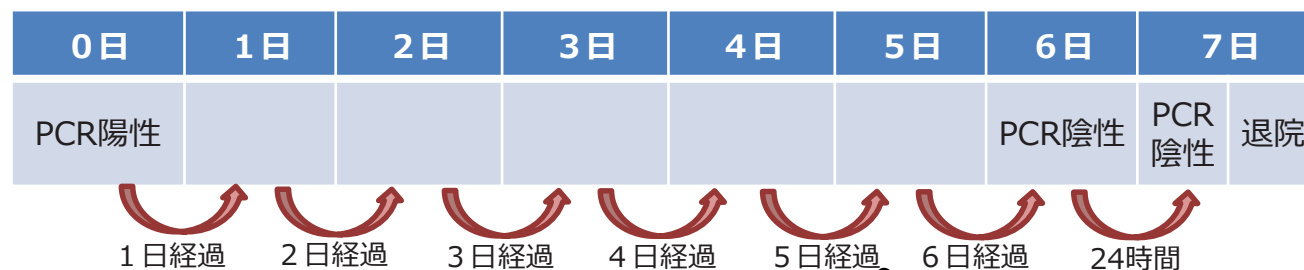 0日 1日 2日 3日 4日 5日 6日 7日
PCR陽性 PCR陰性 PCR陰性 退院
1日経過 2日経過 3日経過 4日経過 5日経過 6日経過 24時間